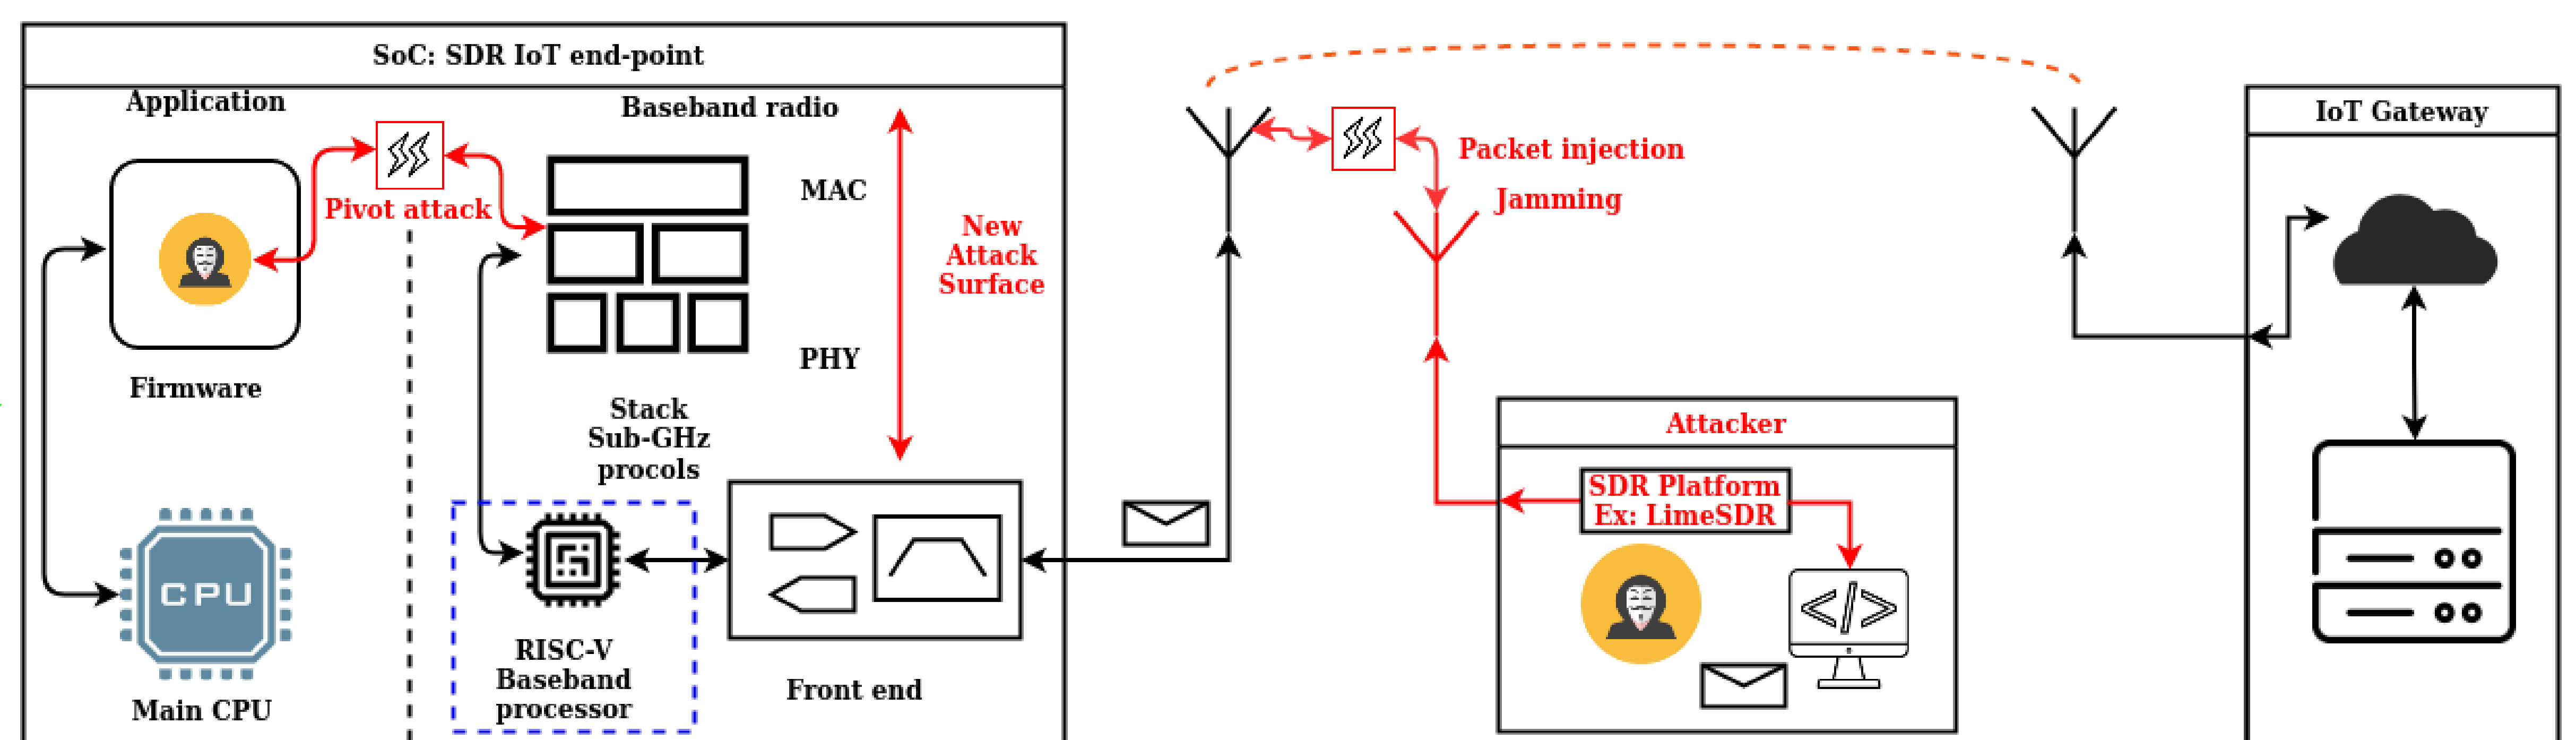 SoC: SDR IoT end-point
Application
Baseband radio
Pivot attack
MAC
New
Attack
Surface
PHY
Firmware
Stack
Sub-GHz
procols
CPU
Main CPU
RISC-V
Baseband
processor
Front end
Packet injection
Jamming
Attacker
SDR Platform
Ex: LimeSDR
</>
IoT Gateway